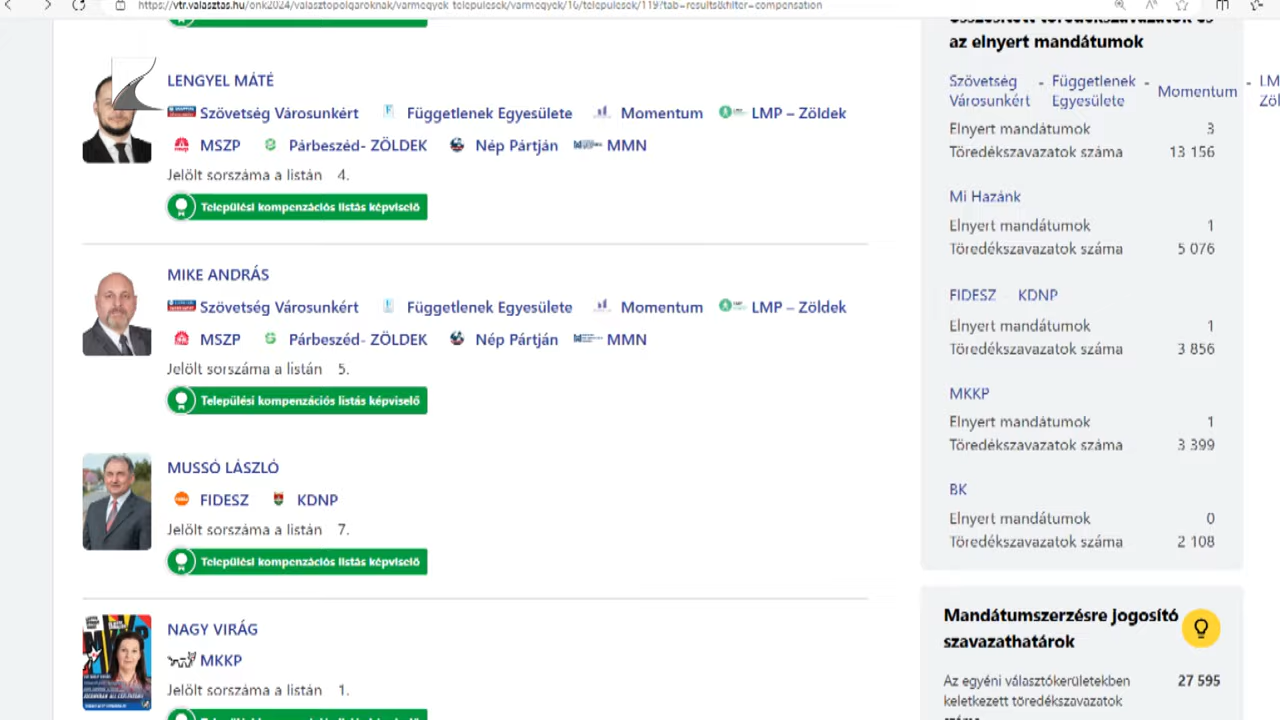 https://vtr.valasztas.hu/onk2024/valasztopolgaroknak/varmegyek-telepulesek/varmegyek/16/telepulesek/119?tab=results&filter=compensation
LENGYEL MÁTÉ
Szövetség Városunkért Függetlenek Egyesülete Momentum LMP – Zöldek
MSZP Párbeszéd- ZÖLDEK Nép Pártján MMN
Jelölt sorszáma a listán 4.
Települési kompenzációs listás képviselő
MIKE ANDRÁS
Szövetség Városunkért Függetlenek Egyesülete Momentum LMP – Zöldek
MSZP Párbeszéd- ZÖLDEK Nép Pártján MMN
Jelölt sorszáma a listán 5.
Települési kompenzációs listás képviselő
MUSSÓ LÁSZLÓ
FIDESZ KDNP
Jelölt sorszáma a listán 7.
Települési kompenzációs listás képviselő
NAGY VIRÁG
MKKP
Jelölt sorszáma a listán 1.
Települési kompenzációs listás képviselő
az elnyert mandátumok
Szövetség Városunkért - Függetlenek Egyesülete - Momentum - LM
Elnyert mandátumok 3
Töredékszavazatok száma 13 156
Mi Hazánk
Elnyert mandátumok 1
Töredékszavazatok száma 5 076
FIDESZ KDNP
Elnyert mandátumok 1
Töredékszavazatok száma 3 856
MKKP
Elnyert mandátumok 1
Töredékszavazatok száma 3 399
BK
Elnyert mandátumok 0
Töredékszavazatok száma 2 108
Mandátumszerzésre jogosító
szavazathatárok
Az egyéni választókerületekben 27 595
keletkezett töredékszavazatok